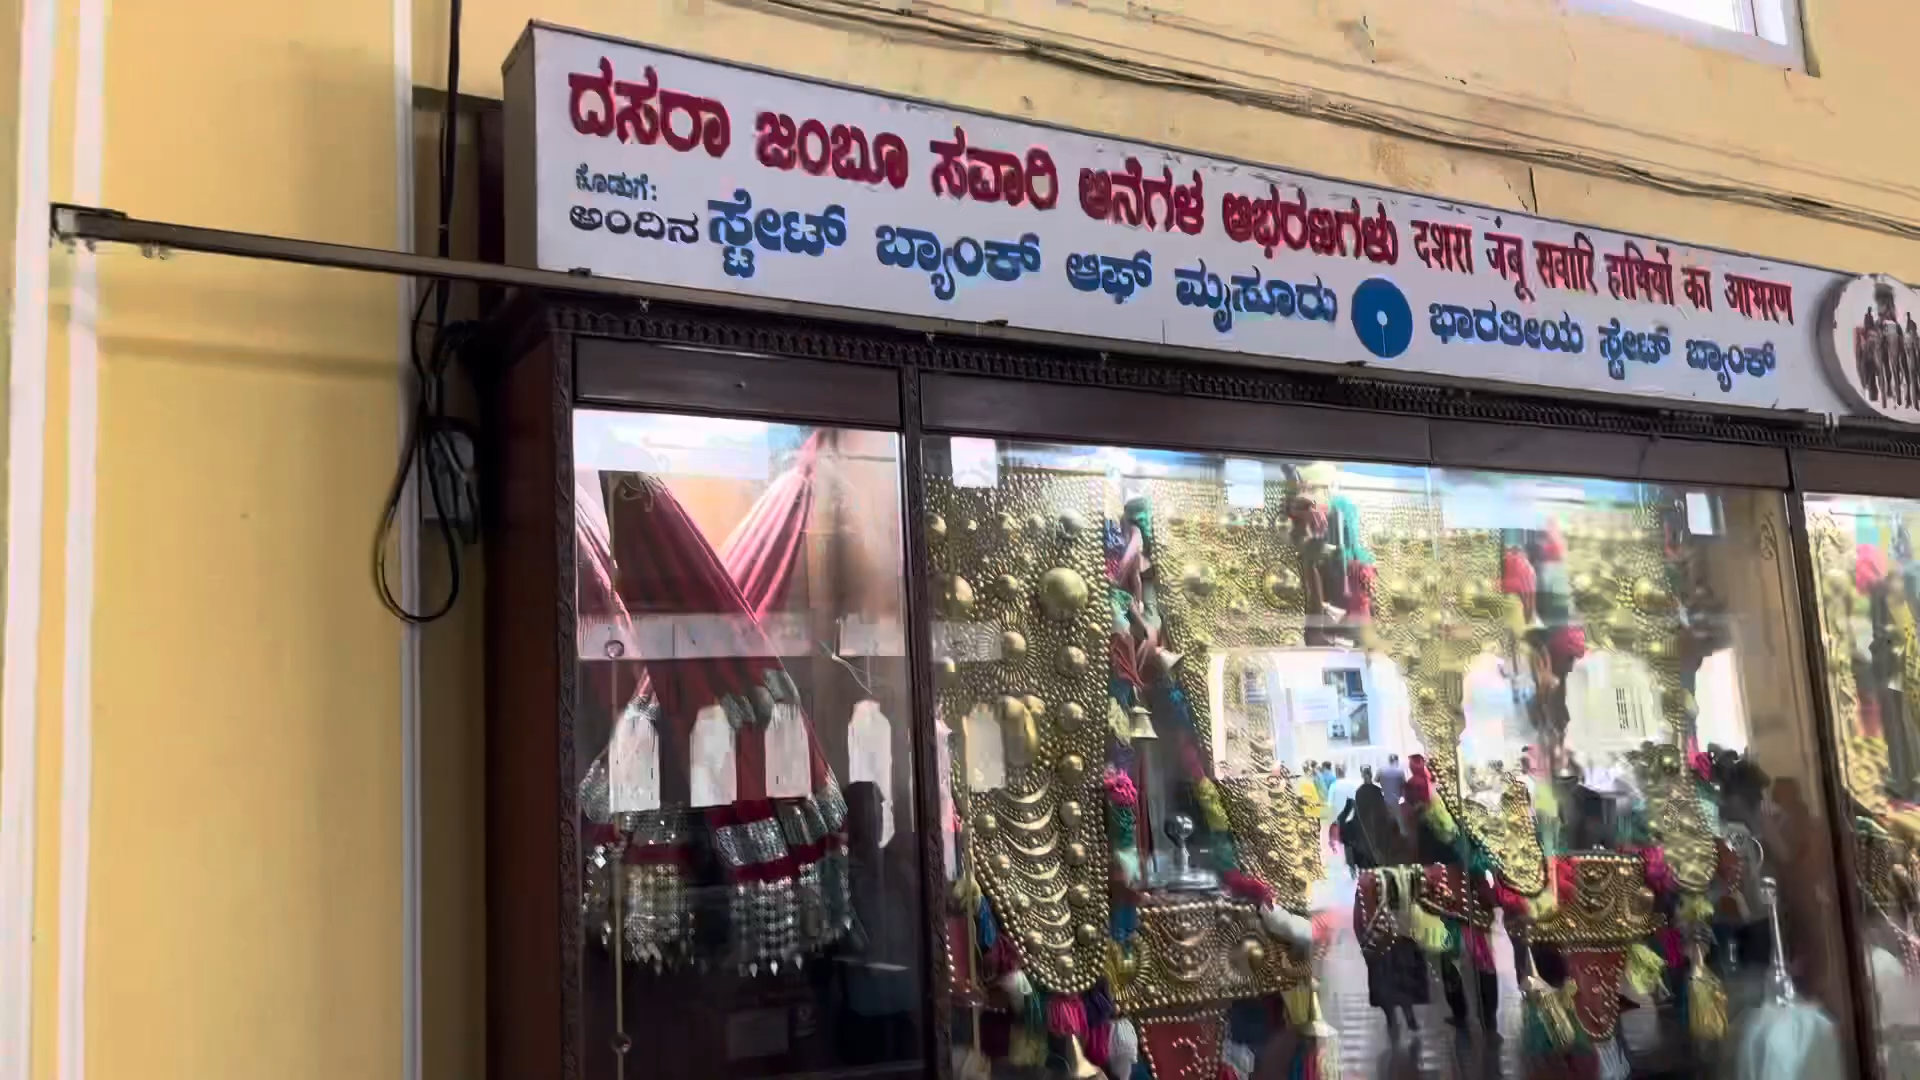 ದಸರಾ ಜಂಬೂ ಸವಾರಿ ಆನೆಗಳ ಆಭರಣಗಳು दशरा जंबू सवारि हाथियों का आभरण
ಕೊಡುಗೆ:
ಅಂದಿನ ಸ್ಟೇಟ್ ಬ್ಯಾಂಕ್ ಆಫ್ ಮೈಸೂರು ಭಾರತೀಯ ಸ್ಟೇಟ್ ಬ್ಯಾಂಕ್